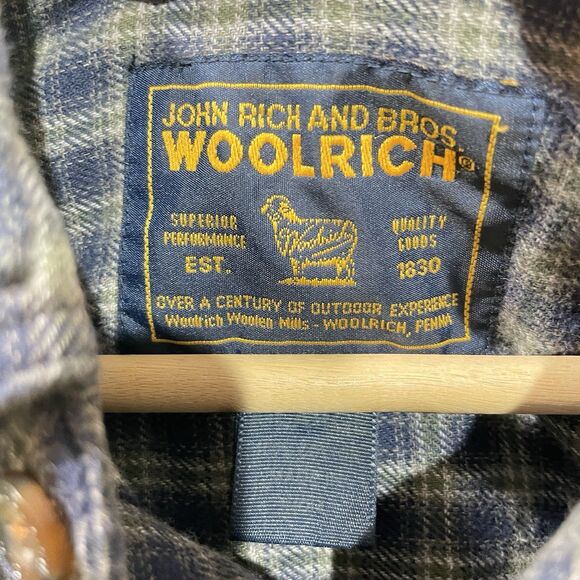 JOHN RICH AND BROS.
WOOLRICH®
Woolrich
SUPERIOR
PERFORMANCE
QUALITY
GOODS
EST.
1830
OVER A CENTURY OF OUTDOOR EXPERIENCE
Woolrich Woolen Mills - WOOLRICH, PENNA